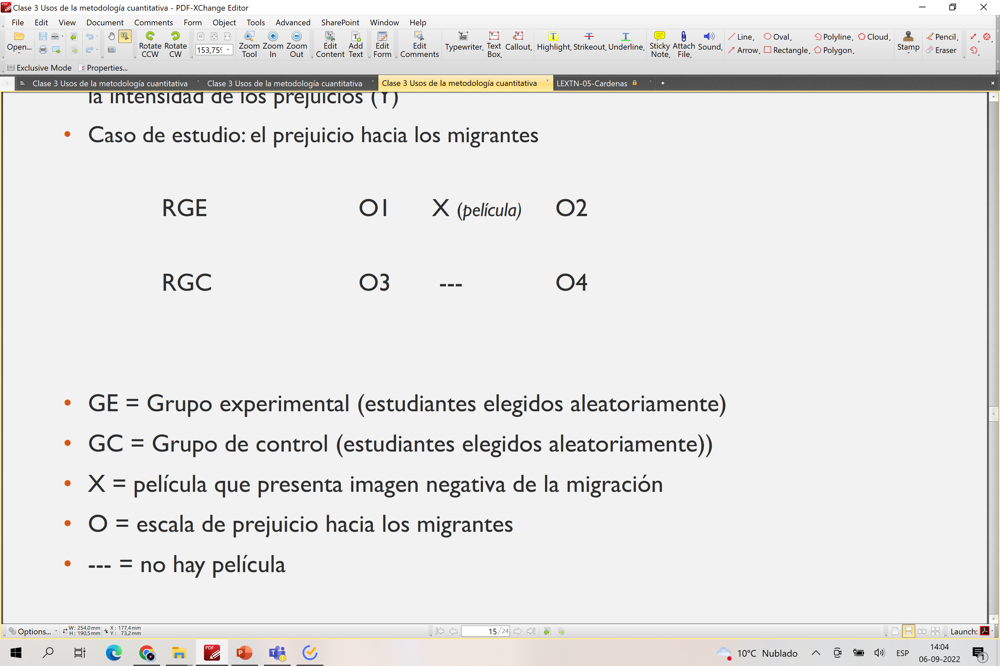 Clase 3 Usos de la metodología cuantitativa - PDF-XChange Editor
File Edit View Document Comments Form Object Tools Advanced SharePoint Window Help
Open... Rotate CCW Rotate CW 153,75% Zoom Tool Zoom In Zoom Out Edit Content Add Text Edit Form Edit Comments Typewriter Text Box Callout Highlight Strikeout Underline Sticky Note Attach File Sound Line Arrow Oval Rectangle Polyline Polygon Cloud Stamp Pencil Eraser
Exclusive Mode Properties...
Clase 3 Usos de la metodología cuantitativa Clase 3 Usos de la metodología cuantitativa Clase 3 Usos de la metodología cuantitativa LEXTN-05-Cardenas
la intensidad de los prejuicios (Y)
• Caso de estudio: el prejuicio hacia los migrantes
RGE O1 X (película) O2
RGC O3 --- O4
• GE = Grupo experimental (estudiantes elegidos aleatoriamente)
• GC = Grupo de control (estudiantes elegidos aleatoriamente))
• X = película que presenta imagen negativa de la migración
• O = escala de prejuicio hacia los migrantes
• --- = no hay película
Options... W: 254,0 mm X: 177,4 mm 15 / 24 Launch:
H: 190,5 mm Y: 73,2 mm
10°C Nublado ESP 14:04
06-09-2022 1